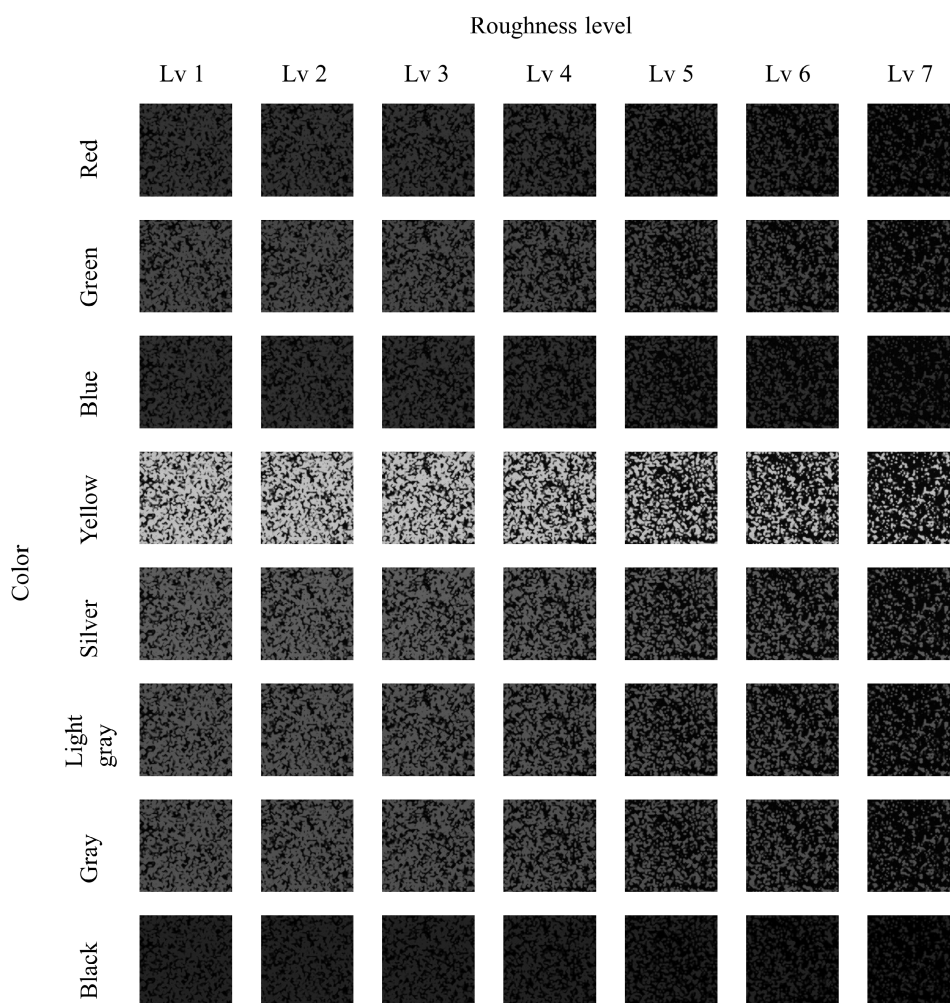 Roughness level
Lv 1 Lv 2 Lv 3 Lv 4 Lv 5 Lv 6 Lv 7
Color
Red
Green
Blue
Yellow
Silver
Light
gray
Gray
Black